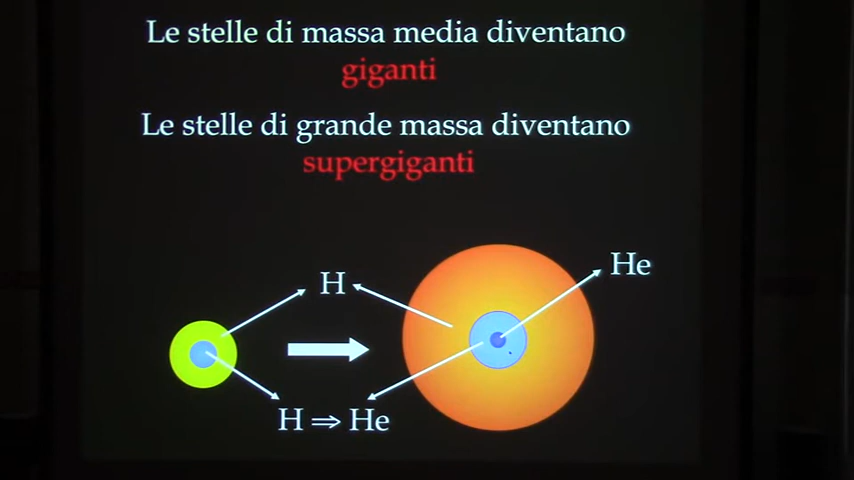 Le stelle di massa media diventano
giganti
Le stelle di grande massa diventano
supergiganti
He
H
H ⇒ He